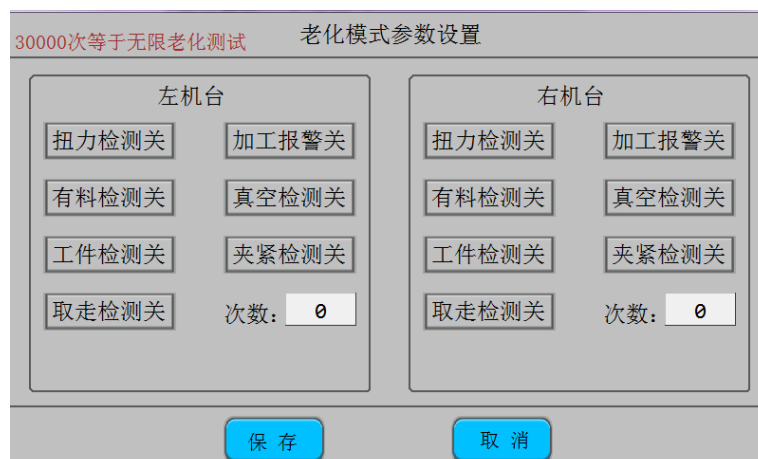 30000次等于无限老化测试 老化模式参数设置
左机台
扭力检测关 加工报警关
有料检测关 真空检测关
工件检测关 夹紧检测关
取走检测关 次数: 0
右机台
扭力检测关 加工报警关
有料检测关 真空检测关
工件检测关 夹紧检测关
取走检测关 次数: 0
保存 取消